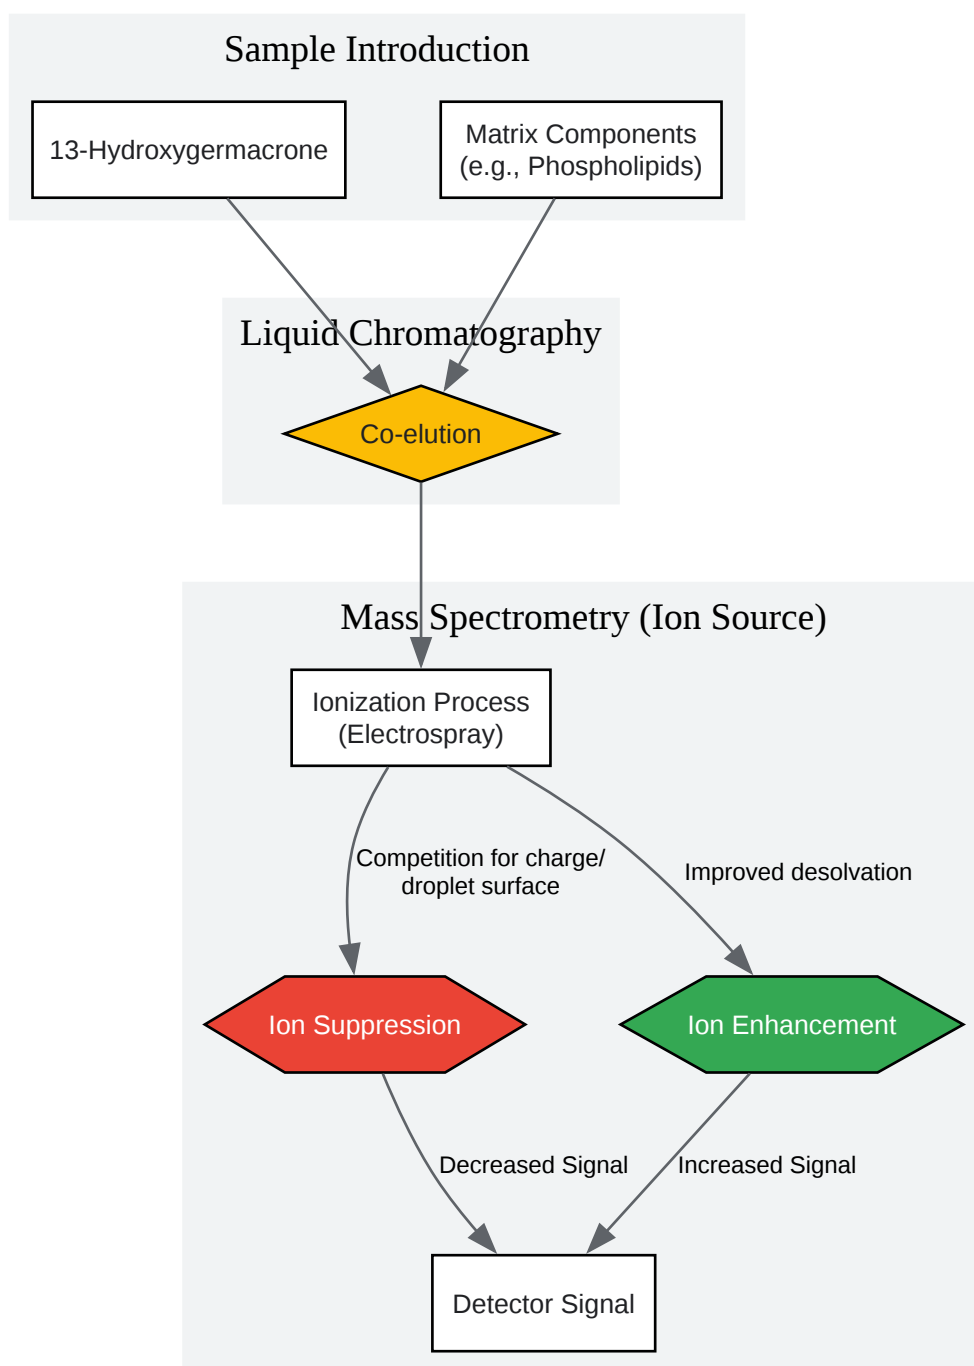 Sample Introduction
13-Hydroxygermacrone
Matrix Components
(e.g., Phospholipids)
Liquid Chromatography
Co-elution
Mass Spectrometry (Ion Source)
Ionization Process
(Electrospray)
Competition for charge/
droplet surface
Improved desolvation
Ion Suppression
Ion Enhancement
Decreased Signal
Increased Signal
Detector Signal